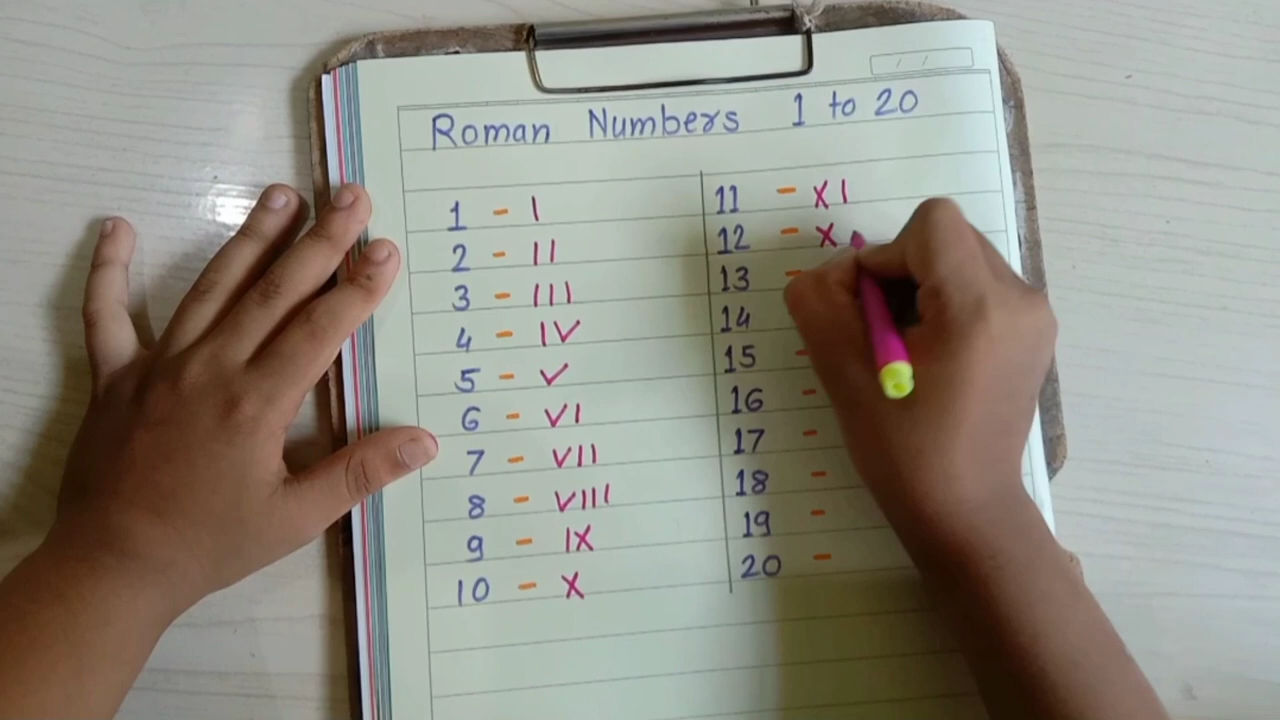 Roman Numbers 1 to 20
1 - I
2 - II
3 - III
4 - IV
5 - V
6 - VI
7 - VII
8 - VIII
9 - IX
10 - X
11 - XI
12 - X
13 -
14
15 -
16 -
17 -
18 -
19 -
20 -